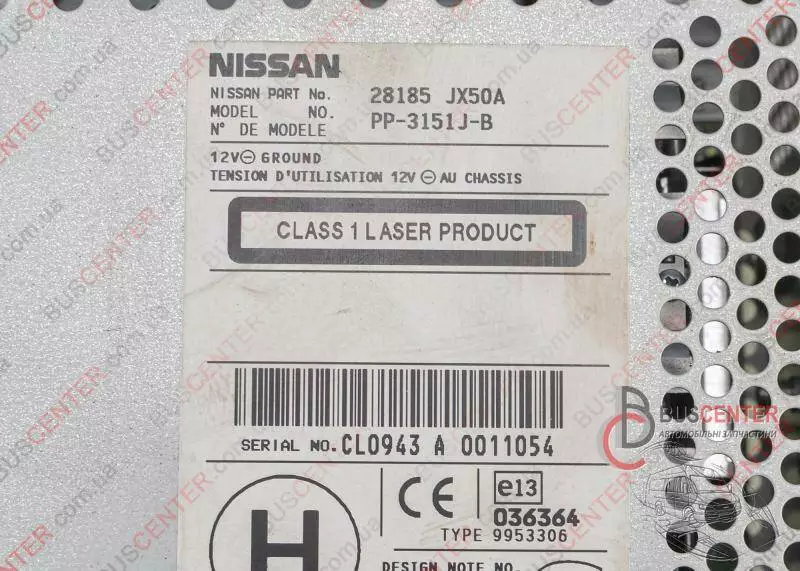 NISSAN
NISSAN PART No. 28185 JX50A
MODEL NO. PP-3151J-B
N° DE MODELE
12V⊖ GROUND
TENSION D'UTILISATION 12V ⊖ AU CHASSIS
CLASS 1 LASER PRODUCT
SERIAL NO. CL0943 A 0011054
H
CE
e13
036364
TYPE 9953306
DESIGN NOTE NO.
BUSCENTER
АВТОМОБІЛЬНІ ЗАПЧАСТИНИ
BUSCENTER.com.ua